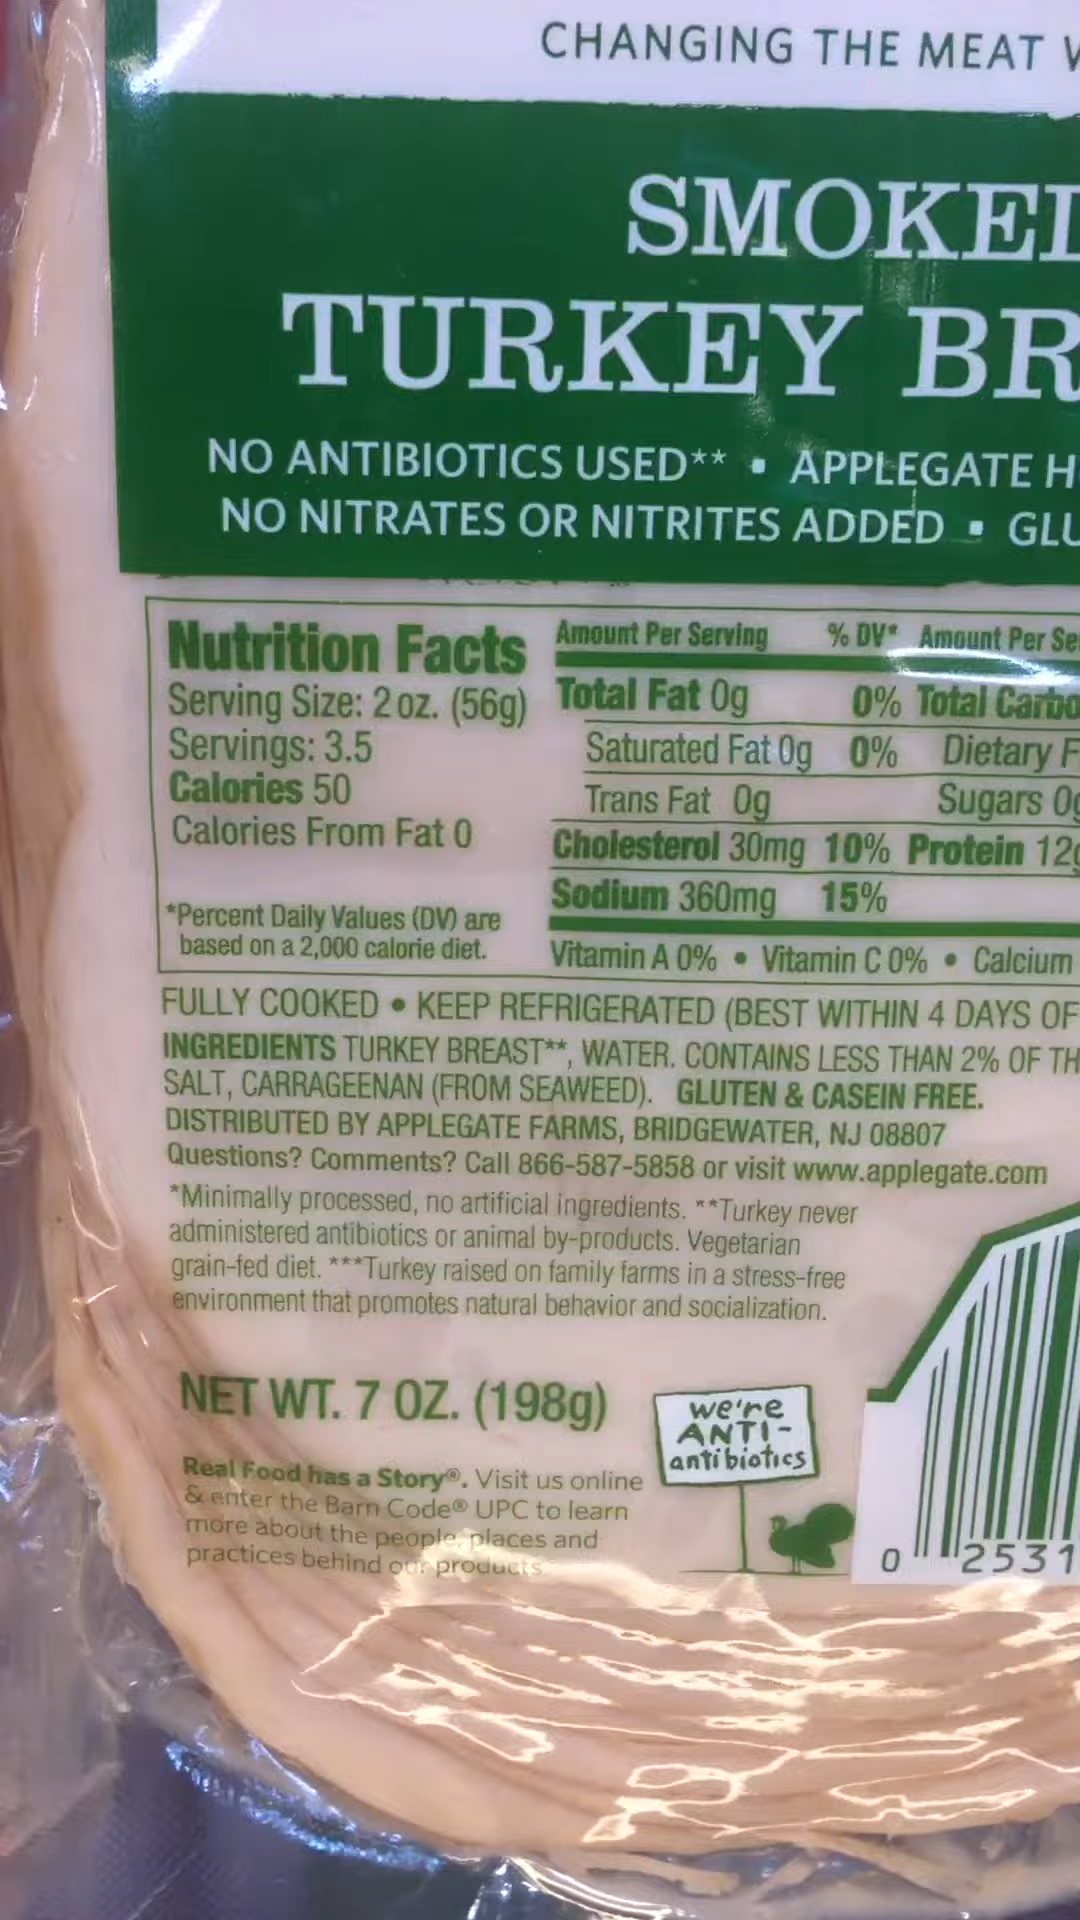 CHANGING THE MEAT
SMOKED
TURKEY BR
NO ANTIBIOTICS USED** ▪ APPLEGATE H
NO NITRATES OR NITRITES ADDED ▪ GLU
Nutrition Facts
Serving Size: 2 oz. (56g)
Servings: 3.5
Calories 50
Calories From Fat 0
*Percent Daily Values (DV) are
based on a 2,000 calorie diet.
Amount Per Serving % DV* Amount Per Se
Total Fat 0g 0% Total Carbo
Saturated Fat 0g 0% Dietary F
Trans Fat 0g Sugars 0g
Cholesterol 30mg 10% Protein 12g
Sodium 360mg 15%
Vitamin A 0% • Vitamin C 0% • Calcium
FULLY COOKED • KEEP REFRIGERATED (BEST WITHIN 4 DAYS OF
INGREDIENTS TURKEY BREAST**, WATER. CONTAINS LESS THAN 2% OF TH
SALT, CARRAGEENAN (FROM SEAWEED). GLUTEN & CASEIN FREE.
DISTRIBUTED BY APPLEGATE FARMS, BRIDGEWATER, NJ 08807
Questions? Comments? Call 866-587-5858 or visit www.applegate.com
*Minimally processed, no artificial ingredients. **Turkey never
administered antibiotics or animal by-products. Vegetarian
grain-fed diet. ***Turkey raised on family farms in a stress-free
environment that promotes natural behavior and socialization.
NET WT. 7 OZ. (198g)
we're
ANTI-
antibiotics
Real Food has a Story®. Visit us online
& enter the Barn Code® UPC to learn
more about the people, places and
practices behind our products
0 2531